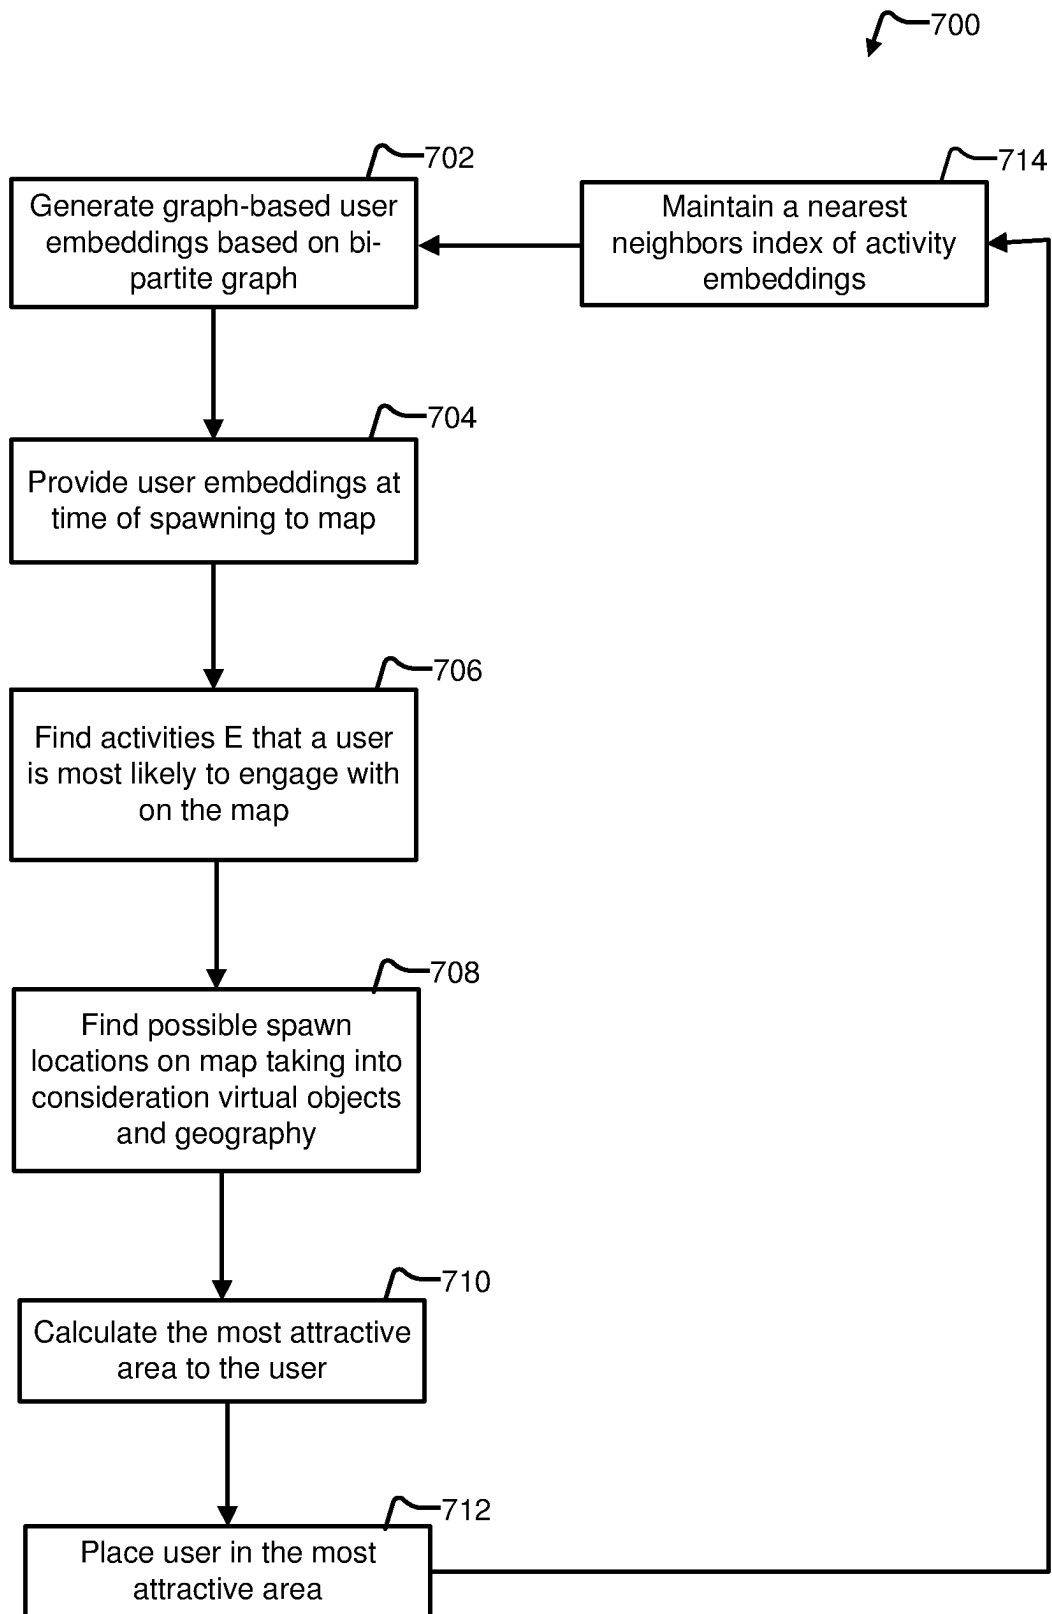 700
702
Generate graph-based user
embeddings based on bi-
partite graph
714
Maintain a nearest
neighbors index of activity
embeddings
704
Provide user embeddings at
time of spawning to map
706
Find activities E that a user
is most likely to engage with
on the map
708
Find possible spawn
locations on map taking into
consideration virtual objects
and geography
710
Calculate the most attractive
area to the user
712
Place user in the most
attractive area